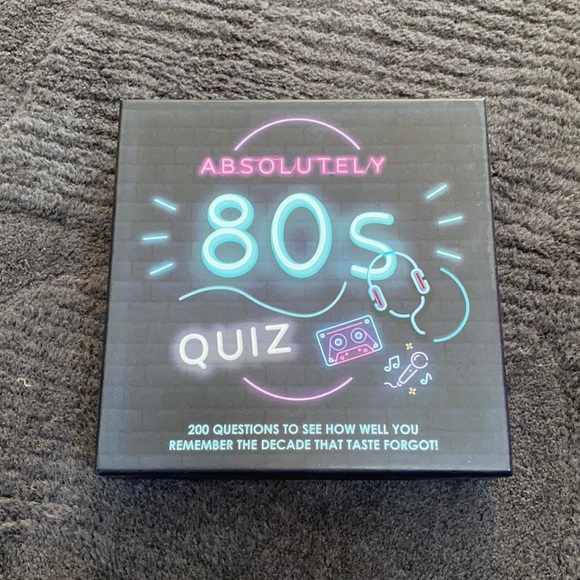 ABSOLUTELY
80s
QUIZ
200 QUESTIONS TO SEE HOW WELL YOU
REMEMBER THE DECADE THAT TASTE FORGOT!